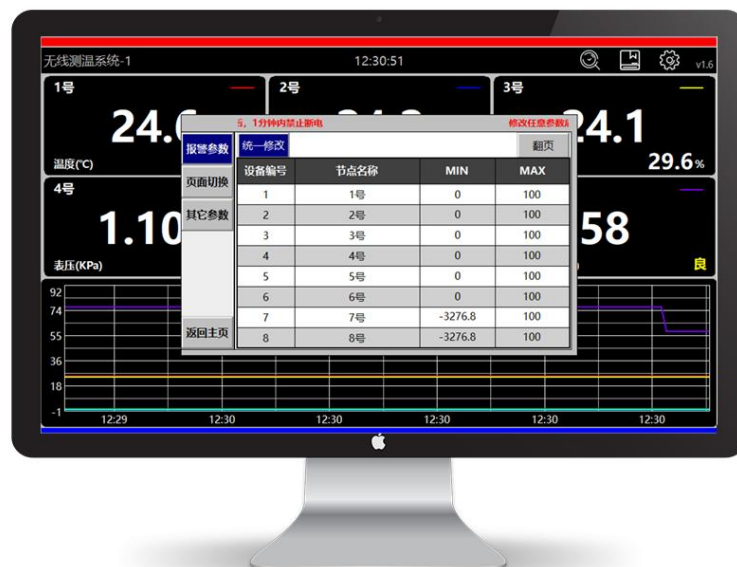 无线测温系统-1
12:30:51
v1.6
1号
2号
3号
24.
24.1
温度(℃)
29.6%
4号
1.10
58
表压(KPa)
良
，1分钟内禁止断电
修改任意参数
报警参数
统一修改
翻页
页面切换
设备编号 节点名称 MIN MAX
其它参数
1 1号 0 100
2 2号 0 100
3 3号 0 100
4 4号 0 100
5 5号 0 100
6 6号 0 100
7 7号 -3276.8 100
8 8号 -3276.8 100
返回主页
92
74
55
36
18
-1
12:29 12:30 12:30 12:30 12:30 12:30